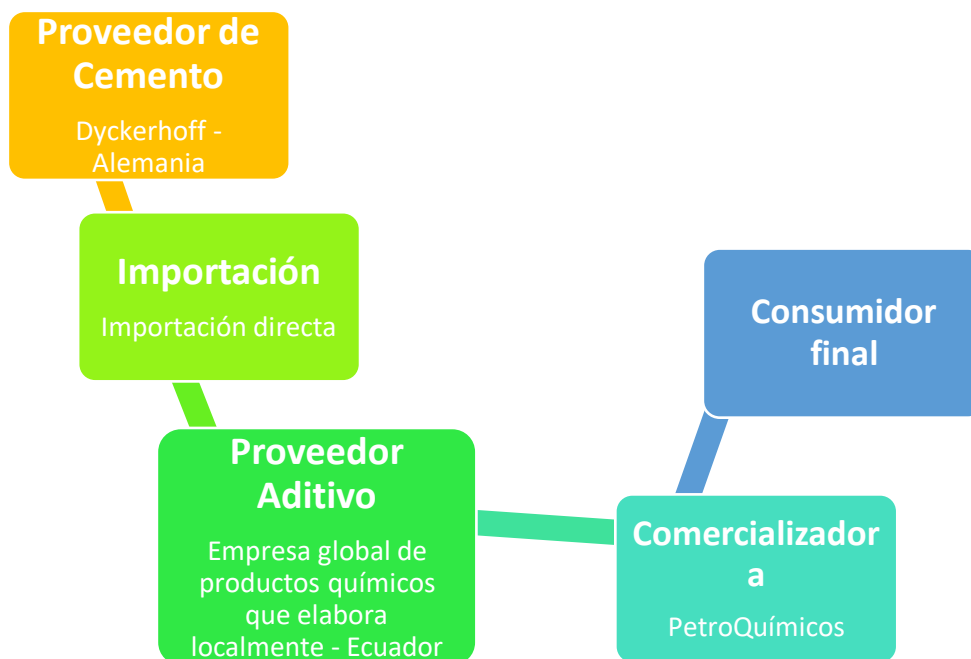 Proveedor de
Cemento
Dyckerhoff -
Alemania
Importación
Importación directa
Proveedor
Aditivo
Empresa global de
productos químicos
que elabora
localmente - Ecuador
Comercializador
a
PetroQuímicos
Consumidor
final